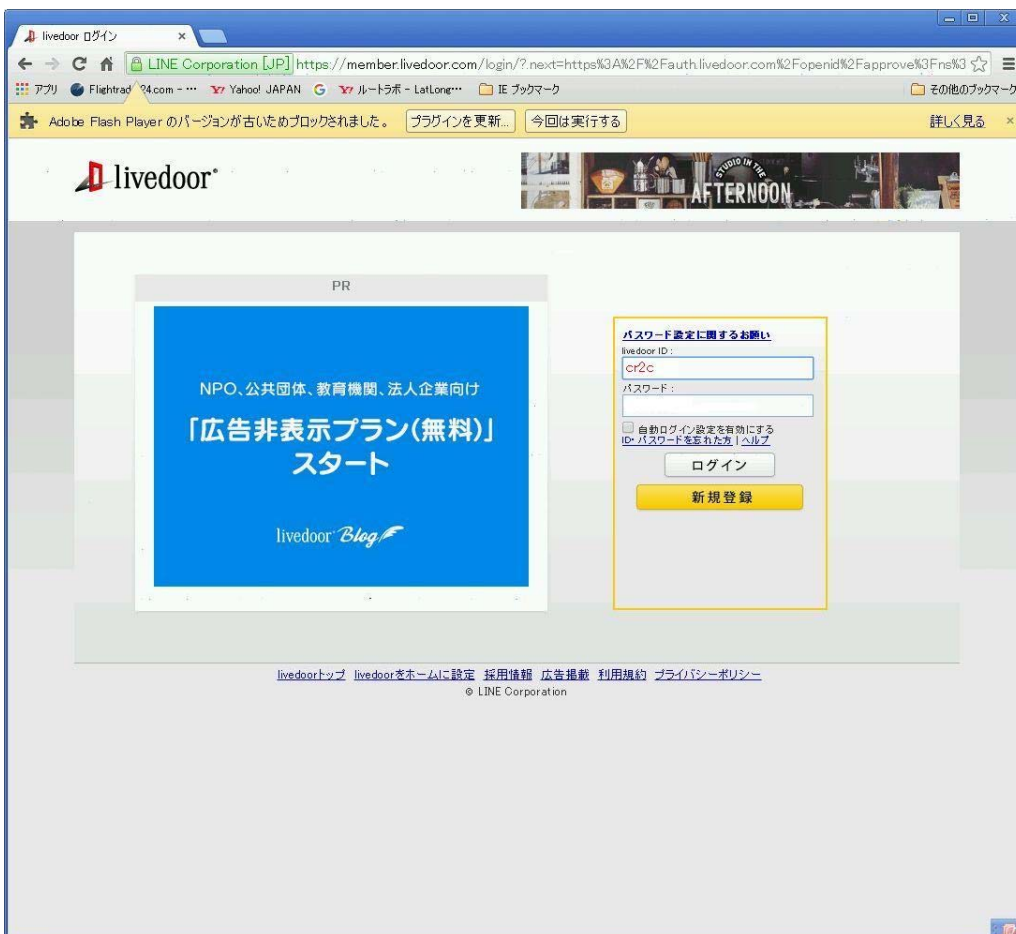 livedoor ログイン
LINE Corporation [JP] https://member.livedoor.com/login/?.next=https%3A%2F%2Fauth.livedoor.com%2Fopenid%2Fapprove%3Fns%3
アプリ Flightrad 24.com - … Yahoo! JAPAN G ルートラボ - LatLong… IE ブックマーク その他のブックマーク
Adobe Flash Player のバージョンが古いためブロックされました。 プラグインを更新... 今回は実行する 詳しく見る
livedoor
STUDIO IN THE
AFTERNOON
PR
NPO、公共団体、教育機関、法人企業向け
「広告非表示プラン(無料)」
スタート
livedoor Blog
パスワード設定に関するお願い
livedoor ID :
cr2c
パスワード :
自動ログイン設定を有効にする
ID・パスワードを忘れた方 | ヘルプ
ログイン
新規登録
livedoorトップ livedoorをホームに設定 採用情報 広告掲載 利用規約 プライバシーポリシー
© LINE Corporation